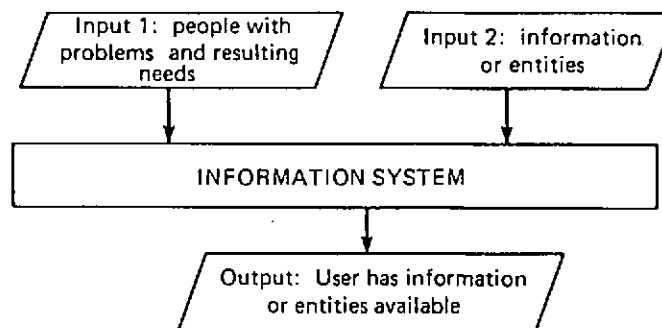 Input 1: people with
problems and resulting
needs
Input 2: information
or entities
INFORMATION SYSTEM
Output: User has information
or entities available